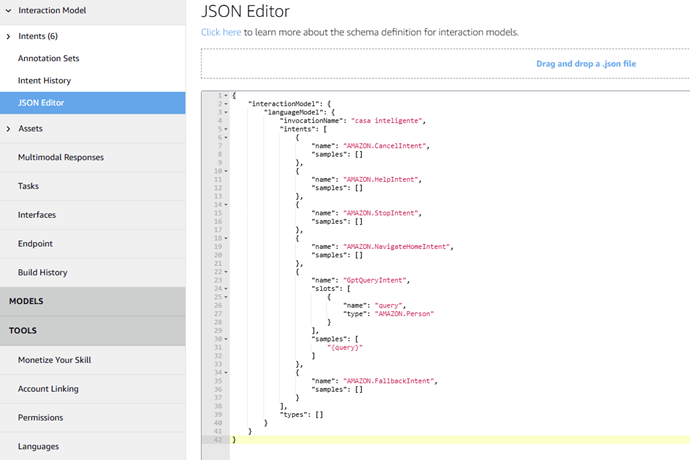 Interaction Model
Intents (6)
Annotation Sets
Intent History
JSON Editor
Assets
Multimodal Responses
Tasks
Interfaces
Endpoint
Build History
MODELS
TOOLS
Monetize Your Skill
Account Linking
Permissions
Languages
JSON Editor
Click here to learn more about the schema definition for interaction models.
Drag and drop a .json file
1 {
2     "interactionModel": {
3         "languageModel": {
4             "invocationName": "casa inteligente",
5             "intents": [
6                 {
7                     "name": "AMAZON.CancelIntent",
8                     "samples": []
9                 },
10                 {
11                     "name": "AMAZON.HelpIntent",
12                     "samples": []
13                 },
14                 {
15                     "name": "AMAZON.StopIntent",
16                     "samples": []
17                 },
18                 {
19                     "name": "AMAZON.NavigateHomeIntent",
20                     "samples": []
21                 },
22                 {
23                     "name": "GptQueryIntent",
24                     "slots": [
25                         {
26                             "name": "query",
27                             "type": "AMAZON.Person"
28                         }
29                     ],
30                     "samples": [
31                         "{query}"
32                     ]
33                 },
34                 {
35                     "name": "AMAZON.FallbackIntent",
36                     "samples": []
37                 }
38             ],
39             "types": []
40         }
41     }
42 }